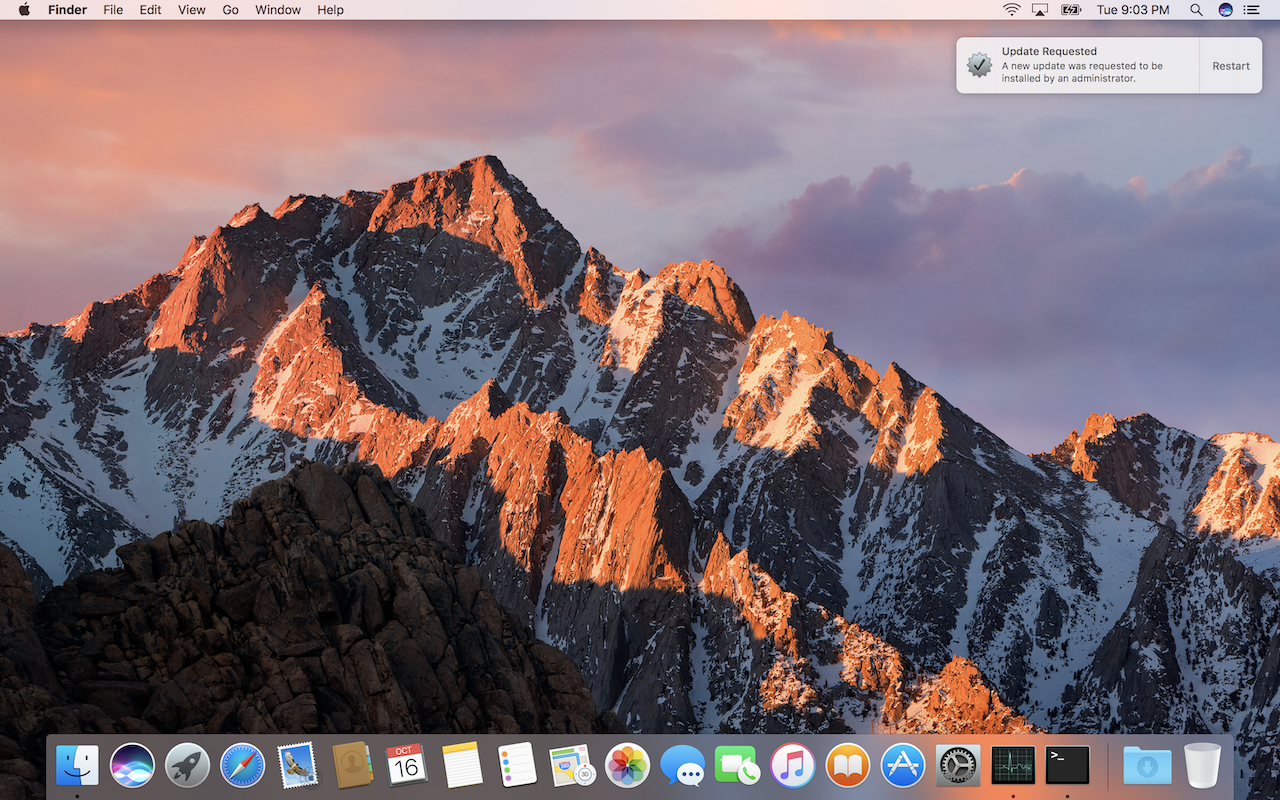 Finder File Edit View Go Window Help Tue 9:03 PM
Update Requested
A new update was requested to be
installed by an administrator.
Restart
OCT
16
3D
>_